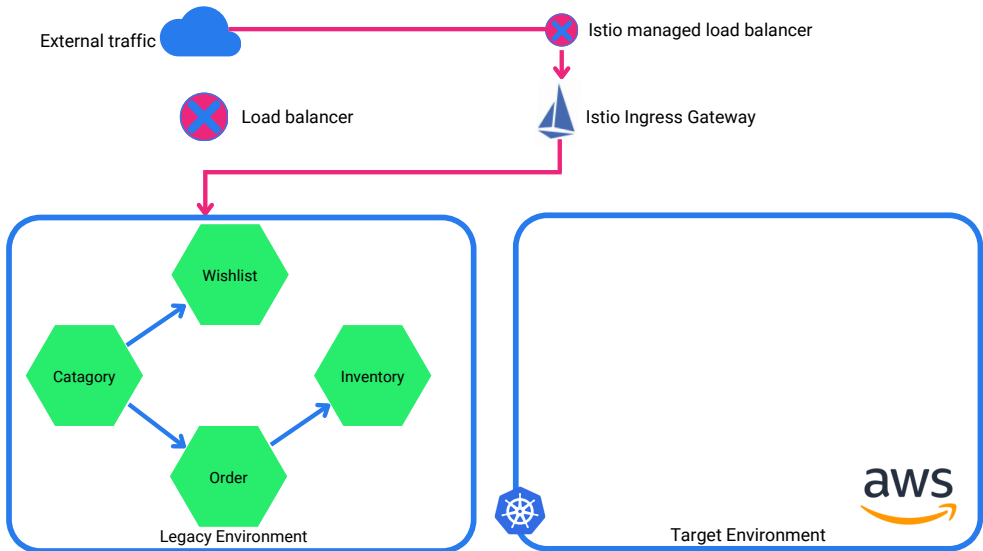 External traffic
Istio managed load balancer
Load balancer
Istio Ingress Gateway
Wishlist
Catagory
Inventory
Order
Legacy Environment
aws
Target Environment